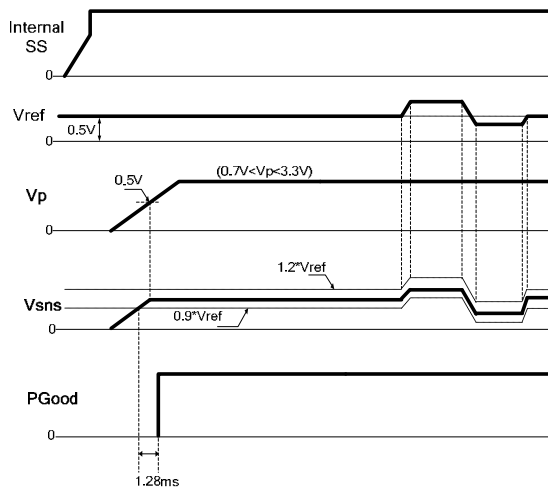 Internal
SS
0
Vref
0.5V
0
0.5V
(0.7V<Vp<3.3V)
Vp
0
1.2*Vref
Vsns
0
0.9*Vref
PGood
0
1.28ms